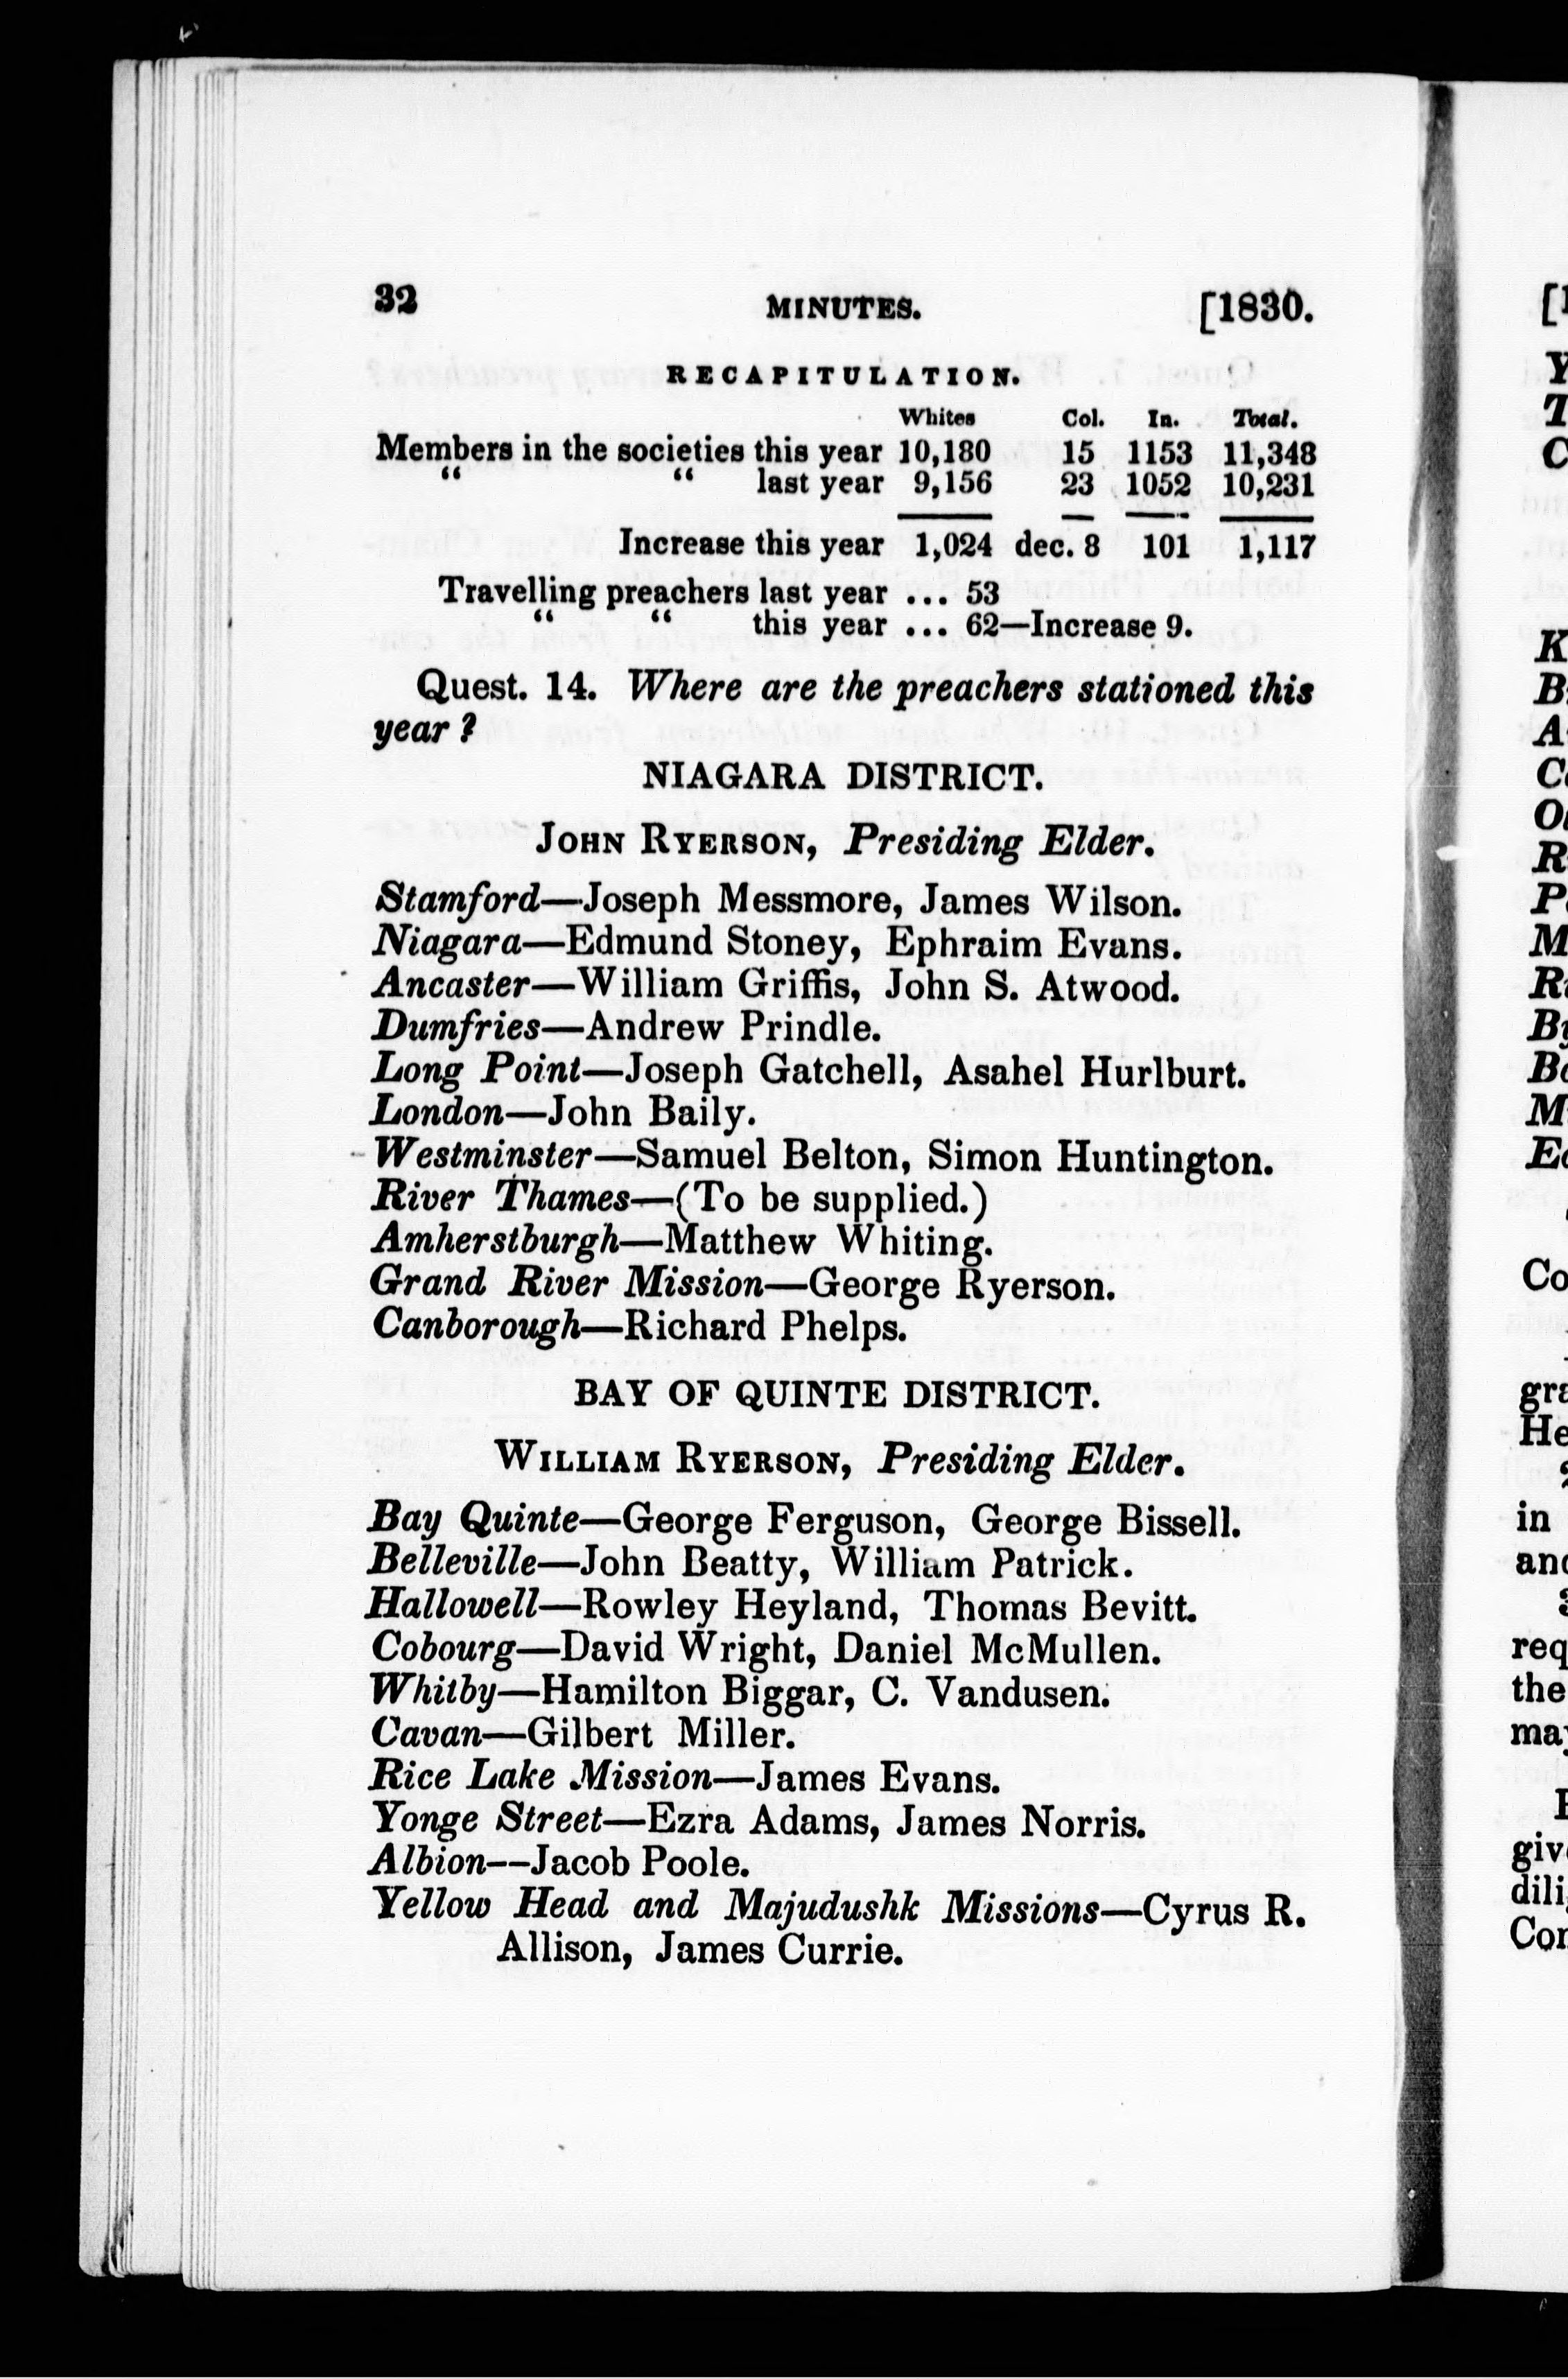 32 MINUTES. [1830.
RECAPITULATION.
Whites Col. In. Total.
Members in the societies this year 10,180 15 1153 11,348
“ “ last year 9,156 23 1052 10,231
Increase this year 1,024 dec. 8 101 1,117
Travelling preachers last year ... 53
“ “ this year ... 62—Increase 9.
Quest. 14. Where are the preachers stationed this
year?
NIAGARA DISTRICT.
JOHN RYERSON, Presiding Elder.
Stamford—Joseph Messmore, James Wilson.
Niagara—Edmund Stoney, Ephraim Evans.
Ancaster—William Griffis, John S. Atwood.
Dumfries—Andrew Prindle.
Long Point—Joseph Gatchell, Asahel Hurlburt.
London—John Baily.
Westminster—Samuel Belton, Simon Huntington.
River Thames—(To be supplied.)
Amherstburgh—Matthew Whiting.
Grand River Mission—George Ryerson.
Canborough—Richard Phelps.
BAY OF QUINTE DISTRICT.
WILLIAM RYERSON, Presiding Elder.
Bay Quinte—George Ferguson, George Bissell.
Belleville—John Beatty, William Patrick.
Hallowell—Rowley Heyland, Thomas Bevitt.
Cobourg—David Wright, Daniel McMullen.
Whitby—Hamilton Biggar, C. Vandusen.
Cavan—Gilbert Miller.
Rice Lake Mission—James Evans.
Yonge Street—Ezra Adams, James Norris.
Albion—Jacob Poole.
Yellow Head and Majudushk Missions—Cyrus R.
Allison, James Currie.